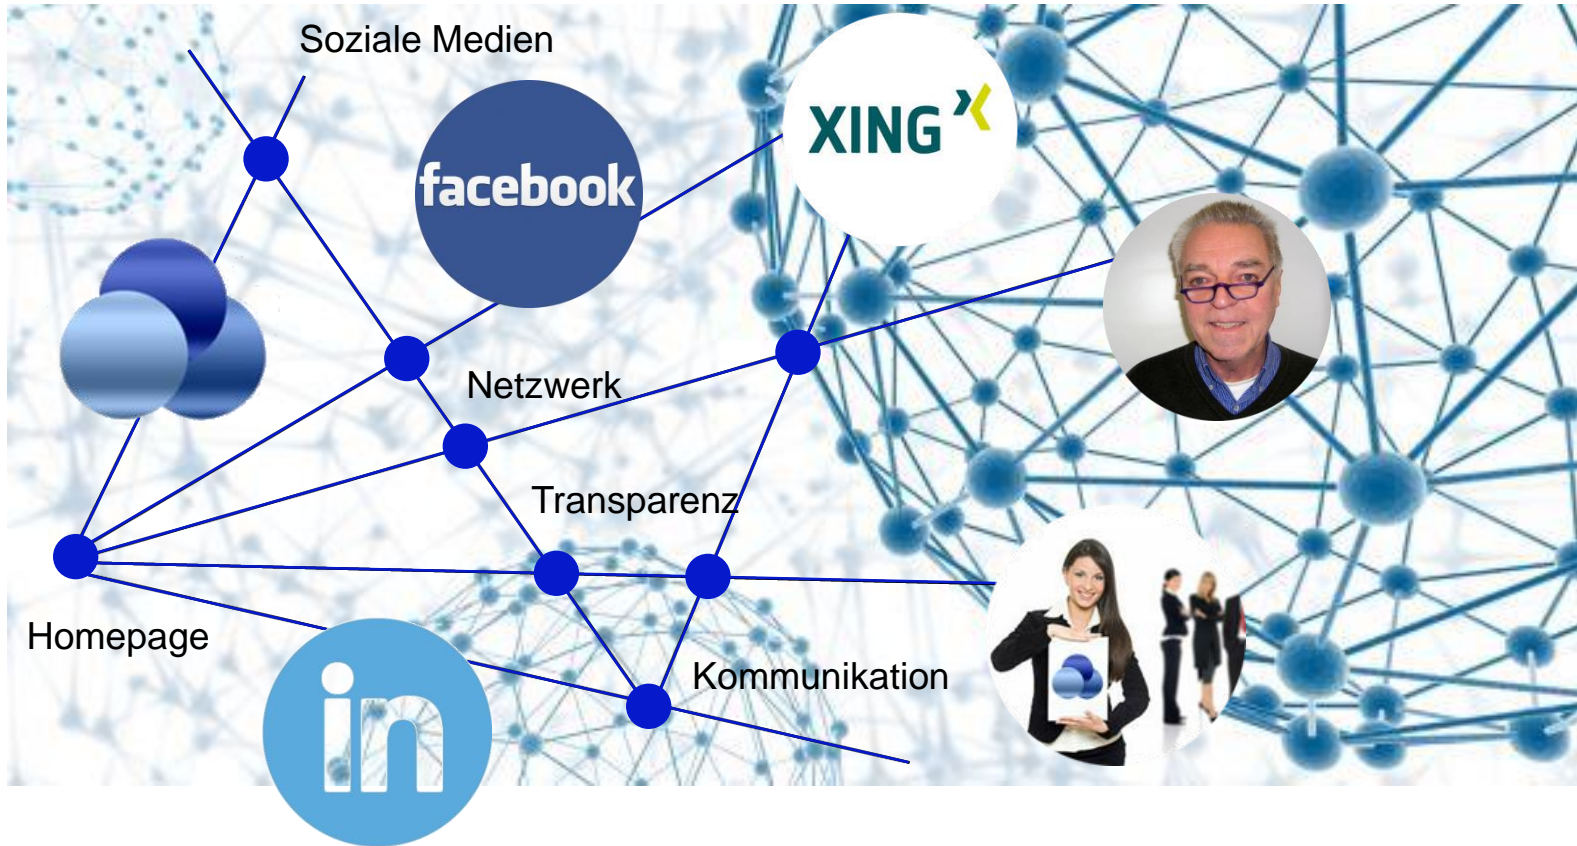 Soziale Medien
facebook
XING
Netzwerk
Transparenz
Homepage
Kommunikation
in